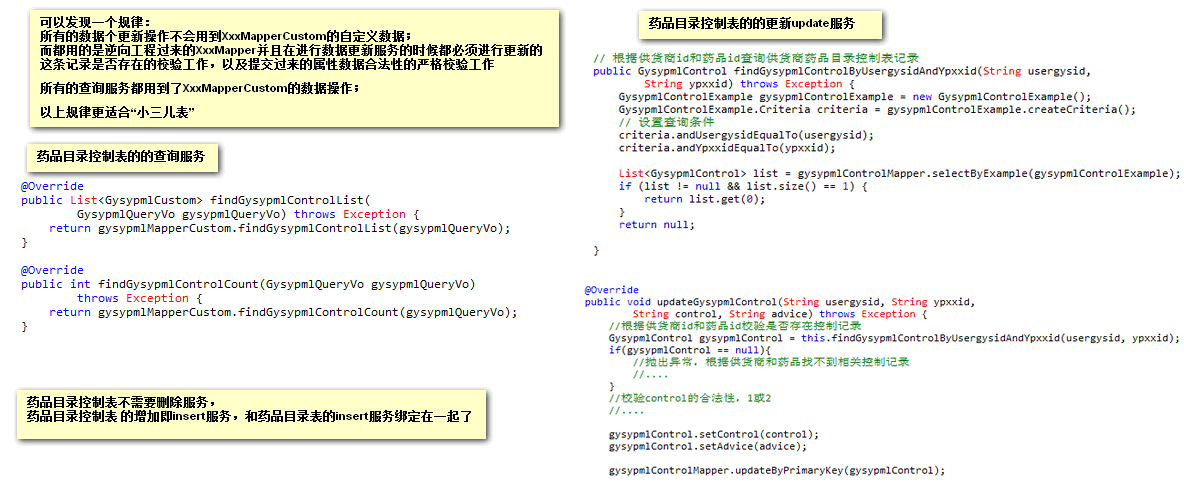 可以发现一个规律：
所有的数据个更新操作不会用到XxxMapperCustom的自定义数据；
而都用的是逆向工程过来的XxxMapper并且在进行数据更新服务的时候都必须进行更新的
这条记录是否存在的校验工作，以及提交过来的属性数据合法性的严格校验工作
所有的查询服务都用到了XxxMapperCustom的数据操作；
以上规律更适合“小三儿表”
药品目录控制表的的查询服务
@Override
public List<GysypmlCustom> findGysypmlControlList(
GysypmlQueryVo gysypmlQueryVo) throws Exception {
return gysypmlMapperCustom.findGysypmlControlList(gysypmlQueryVo);
}
@Override
public int findGysypmlControlCount(GysypmlQueryVo gysypmlQueryVo)
throws Exception {
return gysypmlMapperCustom.findGysypmlControlCount(gysypmlQueryVo);
}
药品目录控制表不需要删除服务，
药品目录控制表 的增加即insert服务，和药品目录表的insert服务绑定在一起了
药品目录控制表的的更新update服务
// 根据供货商id和药品id查询供货商药品目录控制表记录
public GysypmlControl findGysypmlControlByUsergysidAndYpxxid(String usergysid,
String ypxxid) throws Exception {
GysypmlControlExample gysypmlControlExample = new GysypmlControlExample();
GysypmlControlExample.Criteria criteria = gysypmlControlExample.createCriteria();
// 设置查询条件
criteria.andUsergysidEqualTo(usergysid);
criteria.andYpxxidEqualTo(ypxxid);
List<GysypmlControl> list = gysypmlControlMapper.selectByExample(gysypmlControlExample);
if (list != null && list.size() == 1) {
return list.get(0);
}
return null;
}
@Override
public void updateGysypmlControl(String usergysid, String ypxxid,
String control, String advice) throws Exception {
//根据供货商id和药品id校验是否存在控制记录
GysypmlControl gysypmlControl = this.findGysypmlControlByUsergysidAndYpxxid(usergysid, ypxxid);
if(gysypmlControl == null){
//抛出异常，根据供货商和药品找不到相关控制记录
//....
}
//校验control的合法性，1或2
//....
gysypmlControl.setControl(control);
gysypmlControl.setAdvice(advice);
gysypmlControlMapper.updateByPrimaryKey(gysypmlControl);